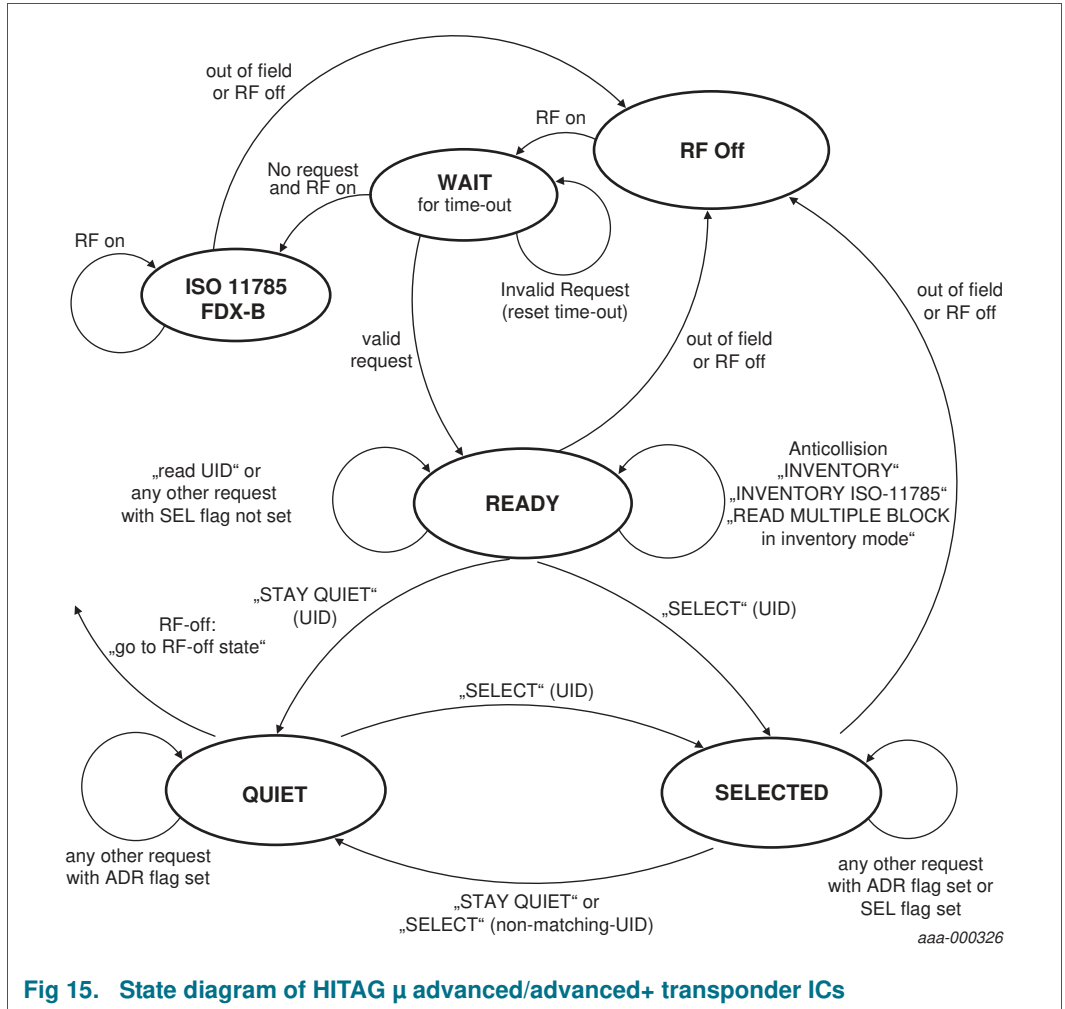 out of field
or RF off
RF on
RF Off
No request
and RF on
WAIT
for time-out
RF on
ISO 11785
FDX-B
Invalid Request
(reset time-out)
out of field
or RF off
valid
request
out of field
or RF off
„read UID“ or
any other request
with SEL flag not set
READY
Anticollision
„INVENTORY“
„INVENTORY ISO-11785“
„READ MULTIPLE BLOCK
in inventory mode“
„STAY QUIET“
(UID)
„SELECT“ (UID)
RF-off:
„go to RF-off state“
„SELECT“ (UID)
QUIET
SELECTED
any other request
with ADR flag set
any other request
with ADR flag set or
SEL flag set
„STAY QUIET“ or
„SELECT“ (non-matching-UID)
aaa-000326
Fig 15. State diagram of HITAG µ advanced/advanced+ transponder ICs